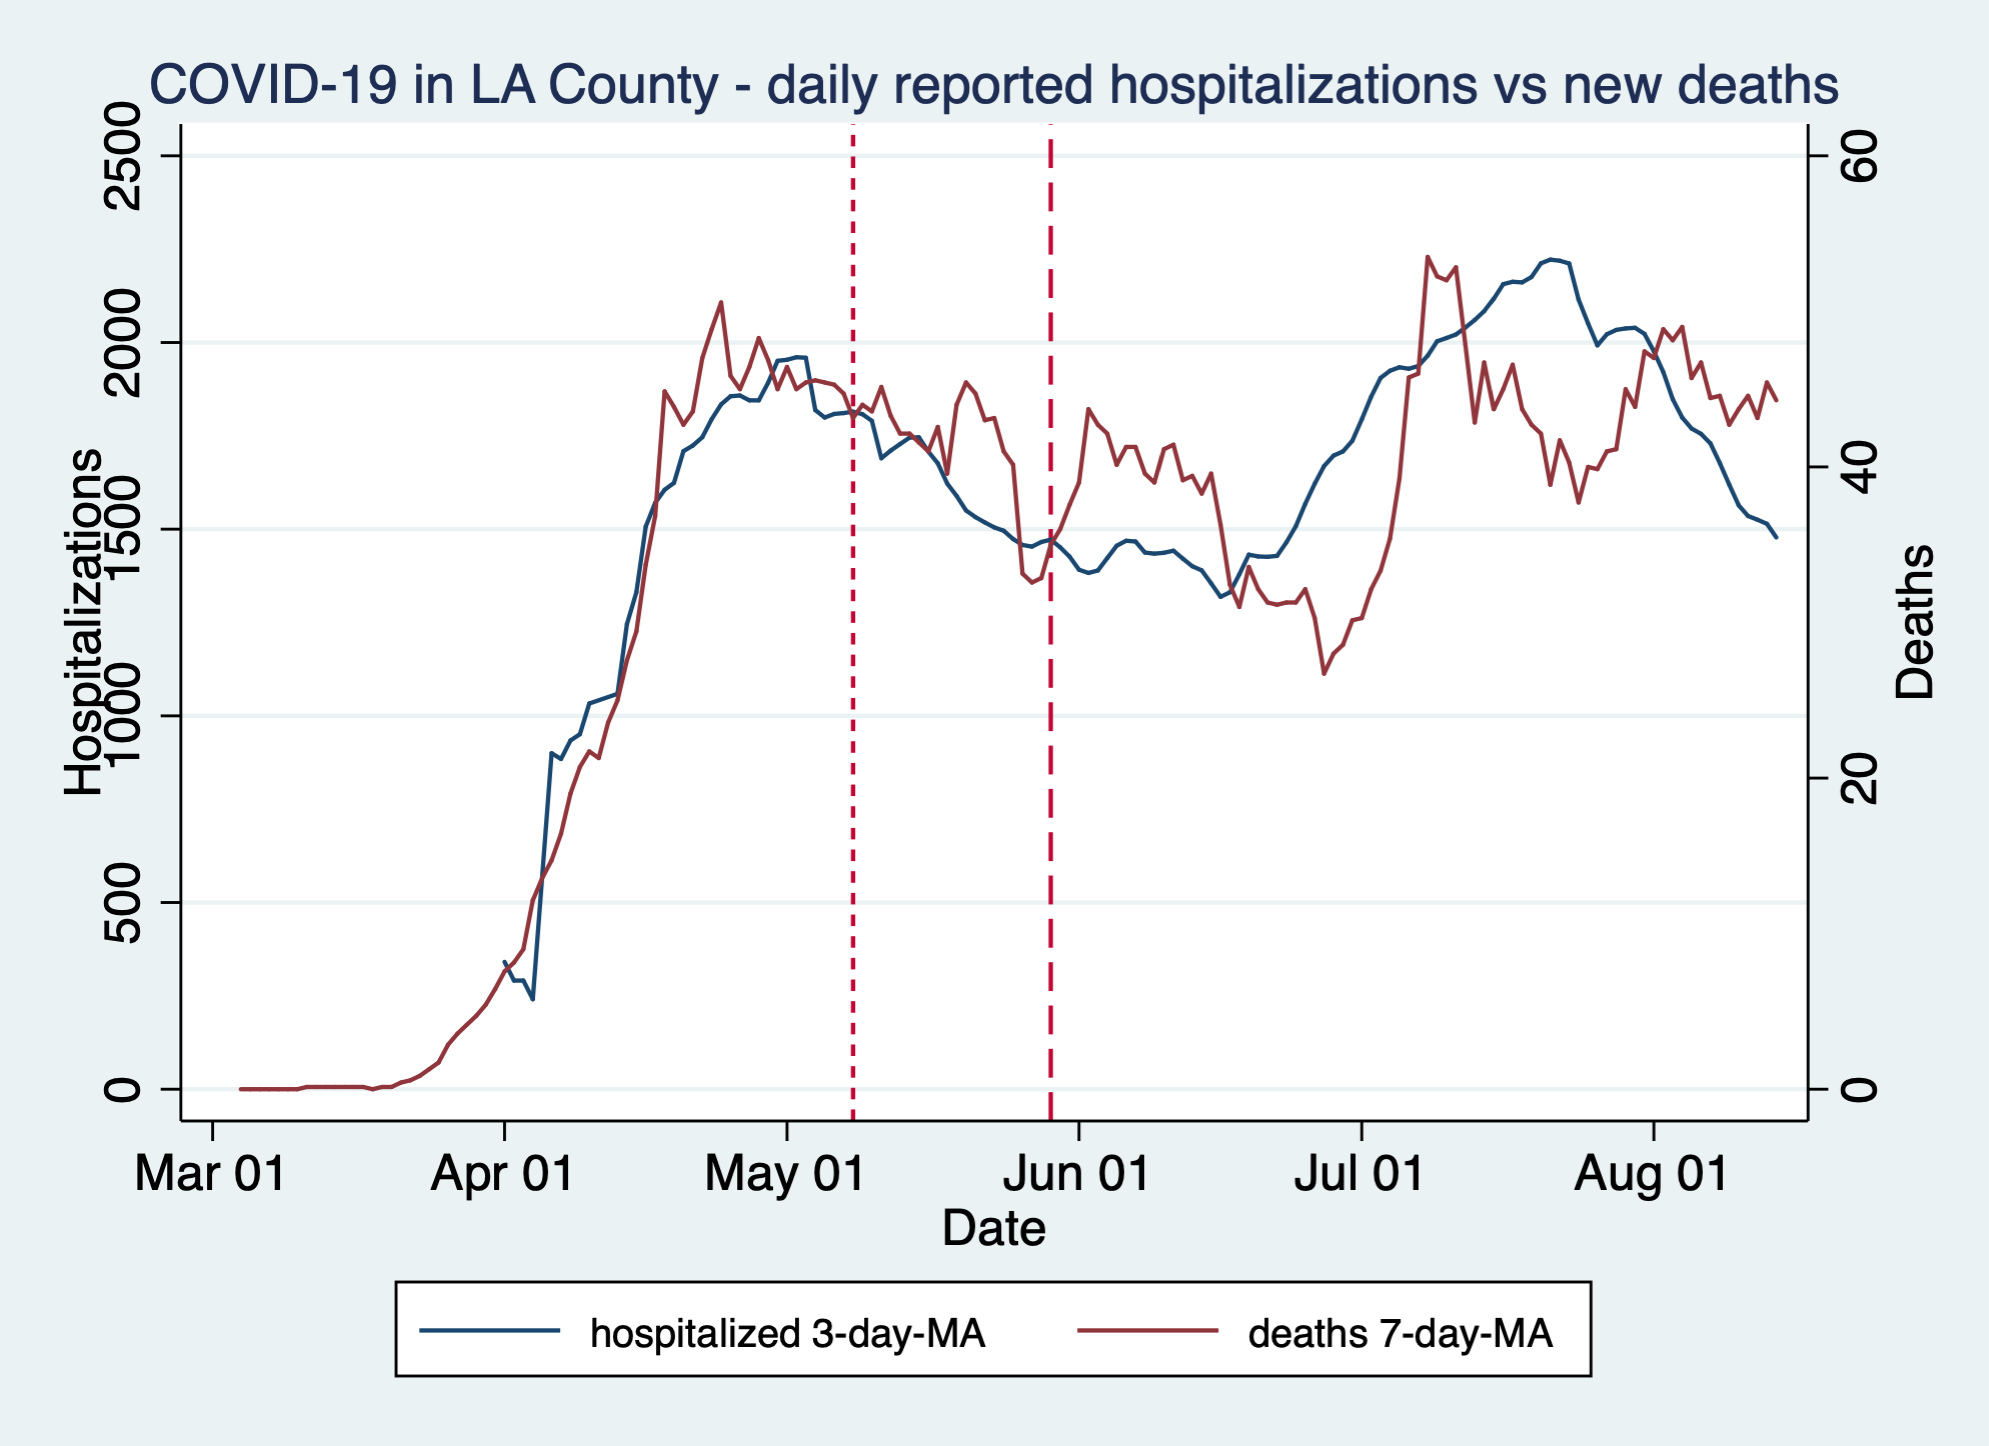 COVID-19 in LA County - daily reported hospitalizations vs new deaths
Hospitalizations
2500
2000
1500
1000
500
0
60
40
20
0
Deaths
Mar 01 Apr 01 May 01 Jun 01 Jul 01 Aug 01
Date
hospitalized 3-day-MA deaths 7-day-MA